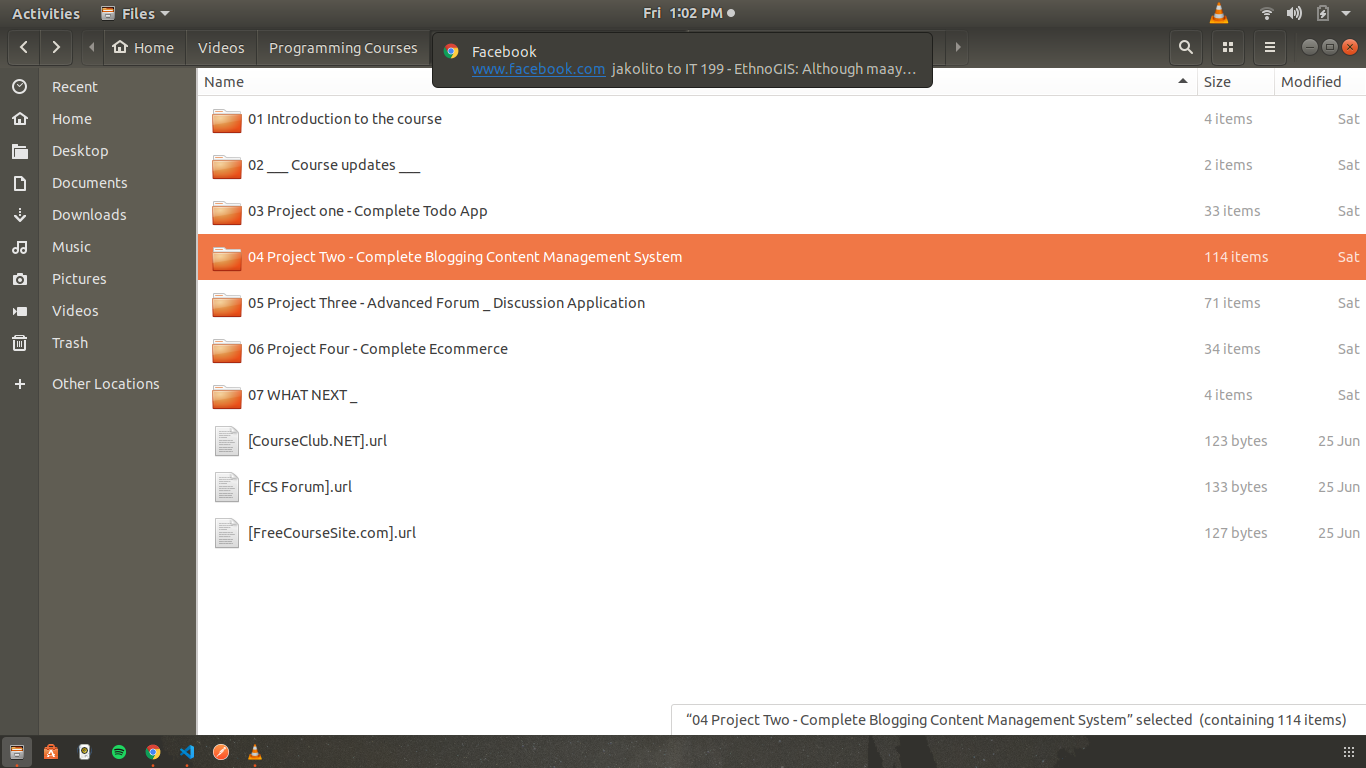 Activities Files Fri 1:02 PM
Home Videos Programming Courses
Facebook
www.facebook.com jakolito to IT 199 - EthnoGIS: Although maay…
Recent
Home
Desktop
Documents
Downloads
Music
Pictures
Videos
Trash
Other Locations
Name Size Modified
01 Introduction to the course 4 items Sat
02 ___ Course updates ___ 2 items Sat
03 Project one - Complete Todo App 33 items Sat
04 Project Two - Complete Blogging Content Management System 114 items Sat
05 Project Three - Advanced Forum _ Discussion Application 71 items Sat
06 Project Four - Complete Ecommerce 34 items Sat
07 WHAT NEXT _ 4 items Sat
[CourseClub.NET].url 123 bytes 25 Jun
[FCS Forum].url 133 bytes 25 Jun
[FreeCourseSite.com].url 127 bytes 25 Jun
“04 Project Two - Complete Blogging Content Management System” selected (containing 114 items)